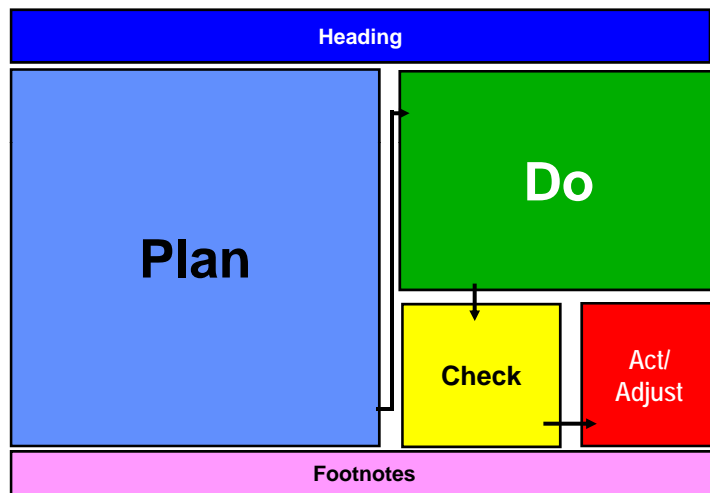 Heading
Plan
Do
Check
Act/
Adjust
Footnotes